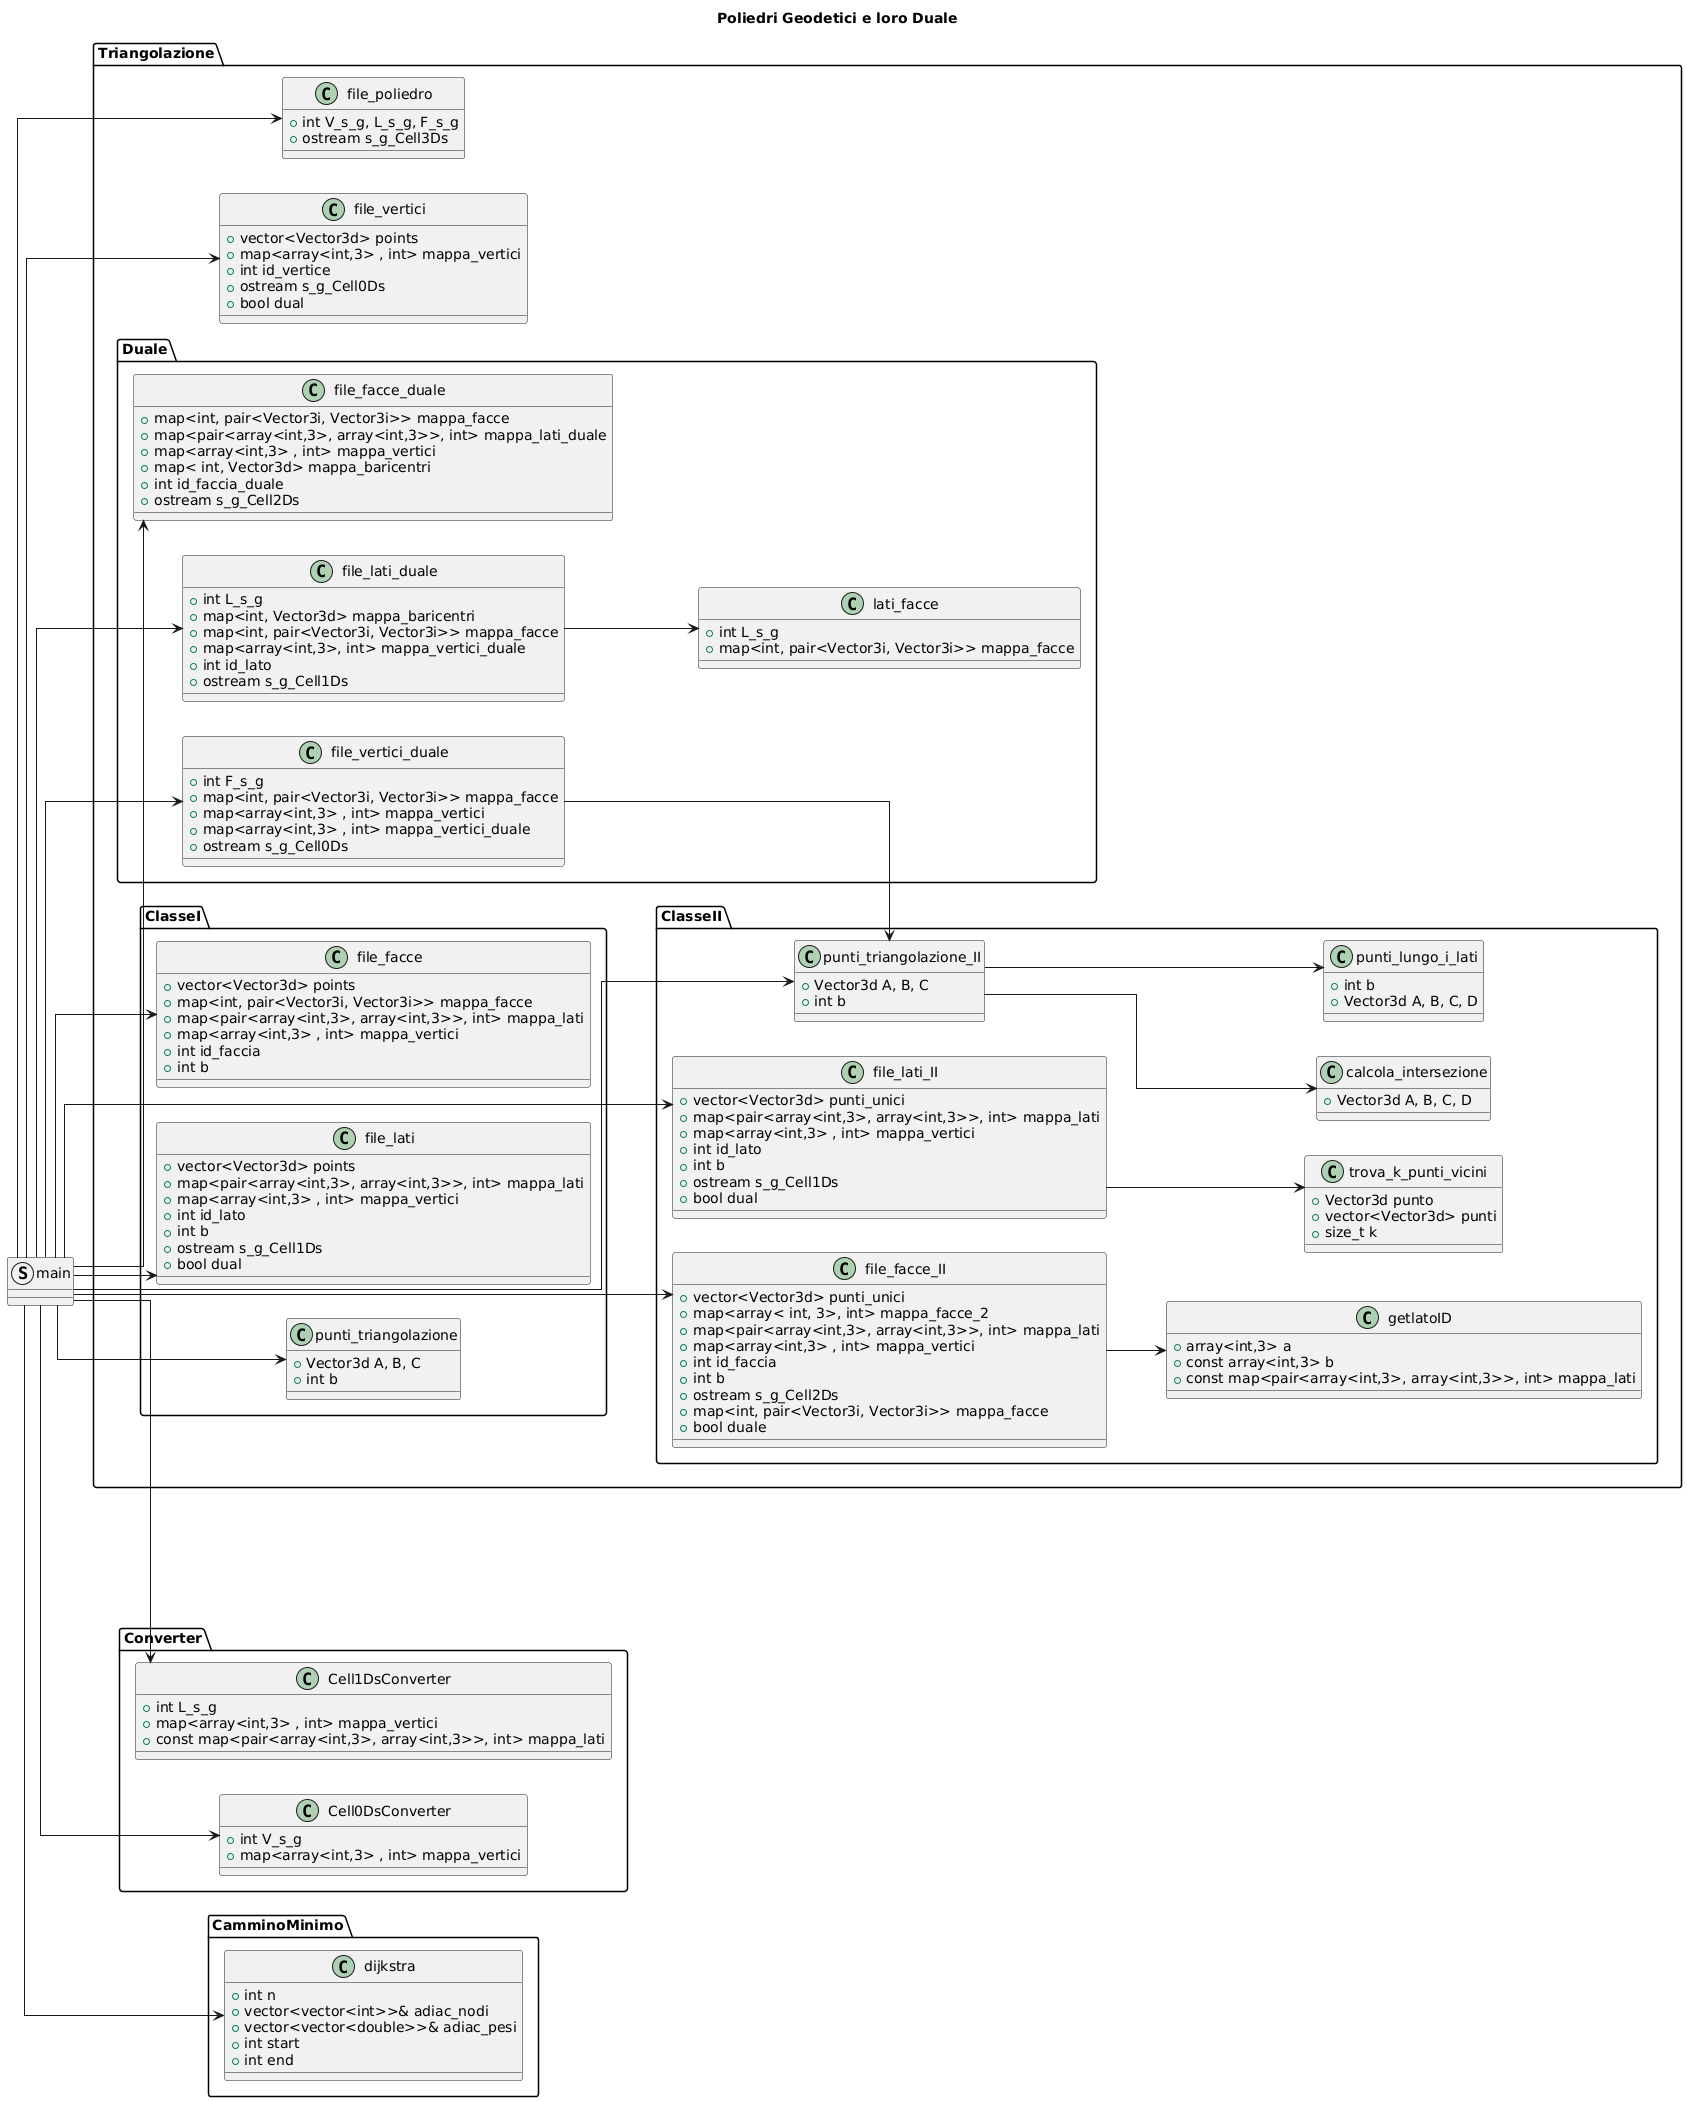 Poliedri Geodetici e loro Duale
Triangolazione
C file_poliedro
int V_s_g, L_s_g, F_s_g
ostream s_g_Cell3Ds
C file_vertici
vector<Vector3d> points
map<array<int,3> , int> mappa_vertici
int id_vertice
ostream s_g_Cell0Ds
bool dual
Duale
C file_facce_duale
map<int, pair<Vector3i, Vector3i>> mappa_facce
map<pair<array<int,3>, array<int,3>>, int> mappa_lati_duale
map<array<int,3> , int> mappa_vertici
map< int, Vector3d> mappa_baricentri
int id_faccia_duale
ostream s_g_Cell2Ds
C file_lati_duale
int L_s_g
map<int, Vector3d> mappa_baricentri
map<int, pair<Vector3i, Vector3i>> mappa_facce
map<array<int,3>, int> mappa_vertici_duale
int id_lato
ostream s_g_Cell1Ds
C lati_facce
int L_s_g
map<int, pair<Vector3i, Vector3i>> mappa_facce
C file_vertici_duale
int F_s_g
map<int, pair<Vector3i, Vector3i>> mappa_facce
map<array<int,3> , int> mappa_vertici
map<array<int,3> , int> mappa_vertici_duale
ostream s_g_Cell0Ds
ClasseI
C file_facce
vector<Vector3d> points
map<int, pair<Vector3i, Vector3i>> mappa_facce
map<pair<array<int,3>, array<int,3>>, int> mappa_lati
map<array<int,3> , int> mappa_vertici
int id_faccia
int b
C file_lati
vector<Vector3d> points
map<pair<array<int,3>, array<int,3>>, int> mappa_lati
map<array<int,3> , int> mappa_vertici
int id_lato
int b
ostream s_g_Cell1Ds
bool dual
S main
C punti_triangolazione
Vector3d A, B, C
int b
ClasseII
C punti_triangolazione_II
Vector3d A, B, C
int b
C punti_lungo_i_lati
int b
Vector3d A, B, C, D
C file_lati_II
vector<Vector3d> punti_unici
map<pair<array<int,3>, array<int,3>>, int> mappa_lati
map<array<int,3> , int> mappa_vertici
int id_lato
int b
ostream s_g_Cell1Ds
bool dual
C calcola_intersezione
Vector3d A, B, C, D
C trova_k_punti_vicini
Vector3d punto
vector<Vector3d> punti
size_t k
C file_facce_II
vector<Vector3d> punti_unici
map<array< int, 3>, int> mappa_facce_2
map<pair<array<int,3>, array<int,3>>, int> mappa_lati
map<array<int,3> , int> mappa_vertici
int id_faccia
int b
ostream s_g_Cell2Ds
map<int, pair<Vector3i, Vector3i>> mappa_facce
bool duale
C getlatoID
array<int,3> a
const array<int,3> b
const map<pair<array<int,3>, array<int,3>>, int> mappa_lati
Converter
C Cell1DsConverter
int L_s_g
map<array<int,3> , int> mappa_vertici
const map<pair<array<int,3>, array<int,3>>, int> mappa_lati
C Cell0DsConverter
int V_s_g
map<array<int,3> , int> mappa_vertici
CamminoMinimo
C dijkstra
int n
vector<vector<int>>& adiac_nodi
vector<vector<double>>& adiac_pesi
int start
int end